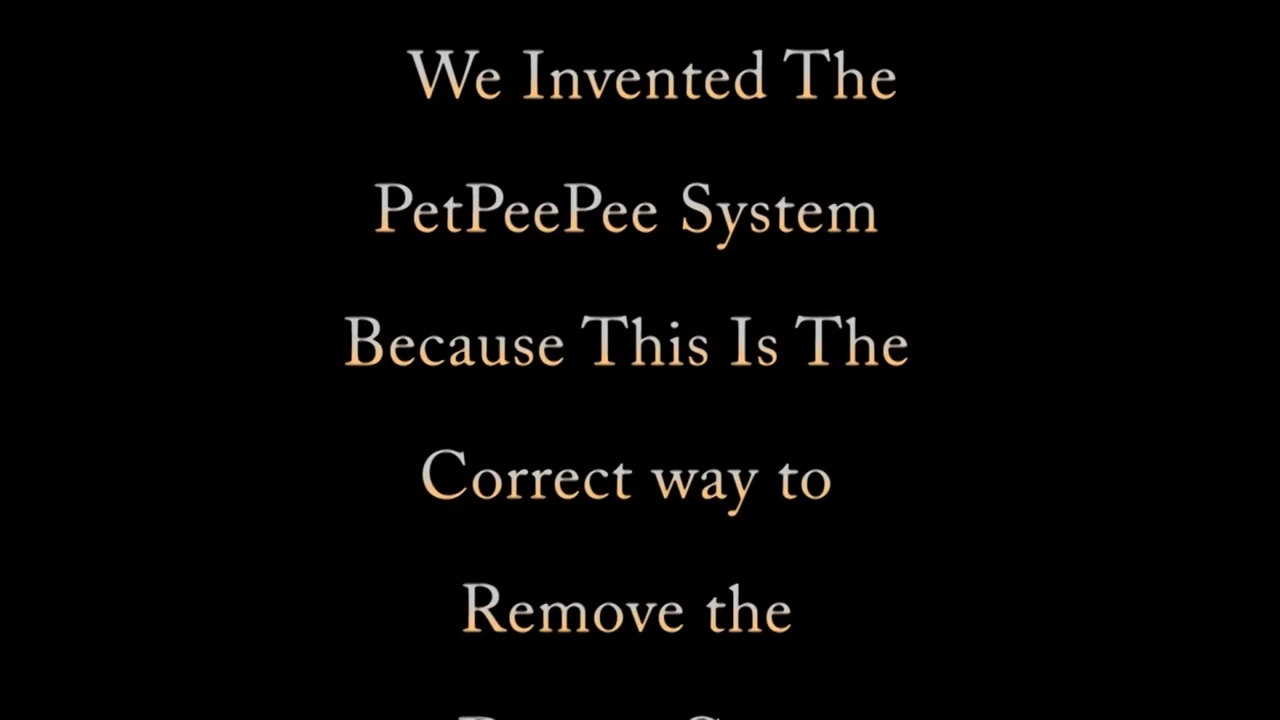 We Invented The
PetPeePee System
Because This Is The
Correct way to
Remove the